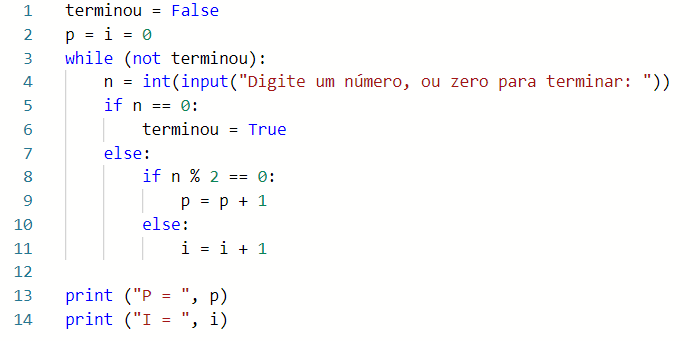 1 terminou = False
2 p = i = 0
3 while (not terminou):
4     n = int(input("Digite um número, ou zero para terminar: "))
5     if n == 0:
6         terminou = True
7     else:
8         if n % 2 == 0:
9             p = p + 1
10         else:
11             i = i + 1
12
13 print ("P = ", p)
14 print ("I = ", i)